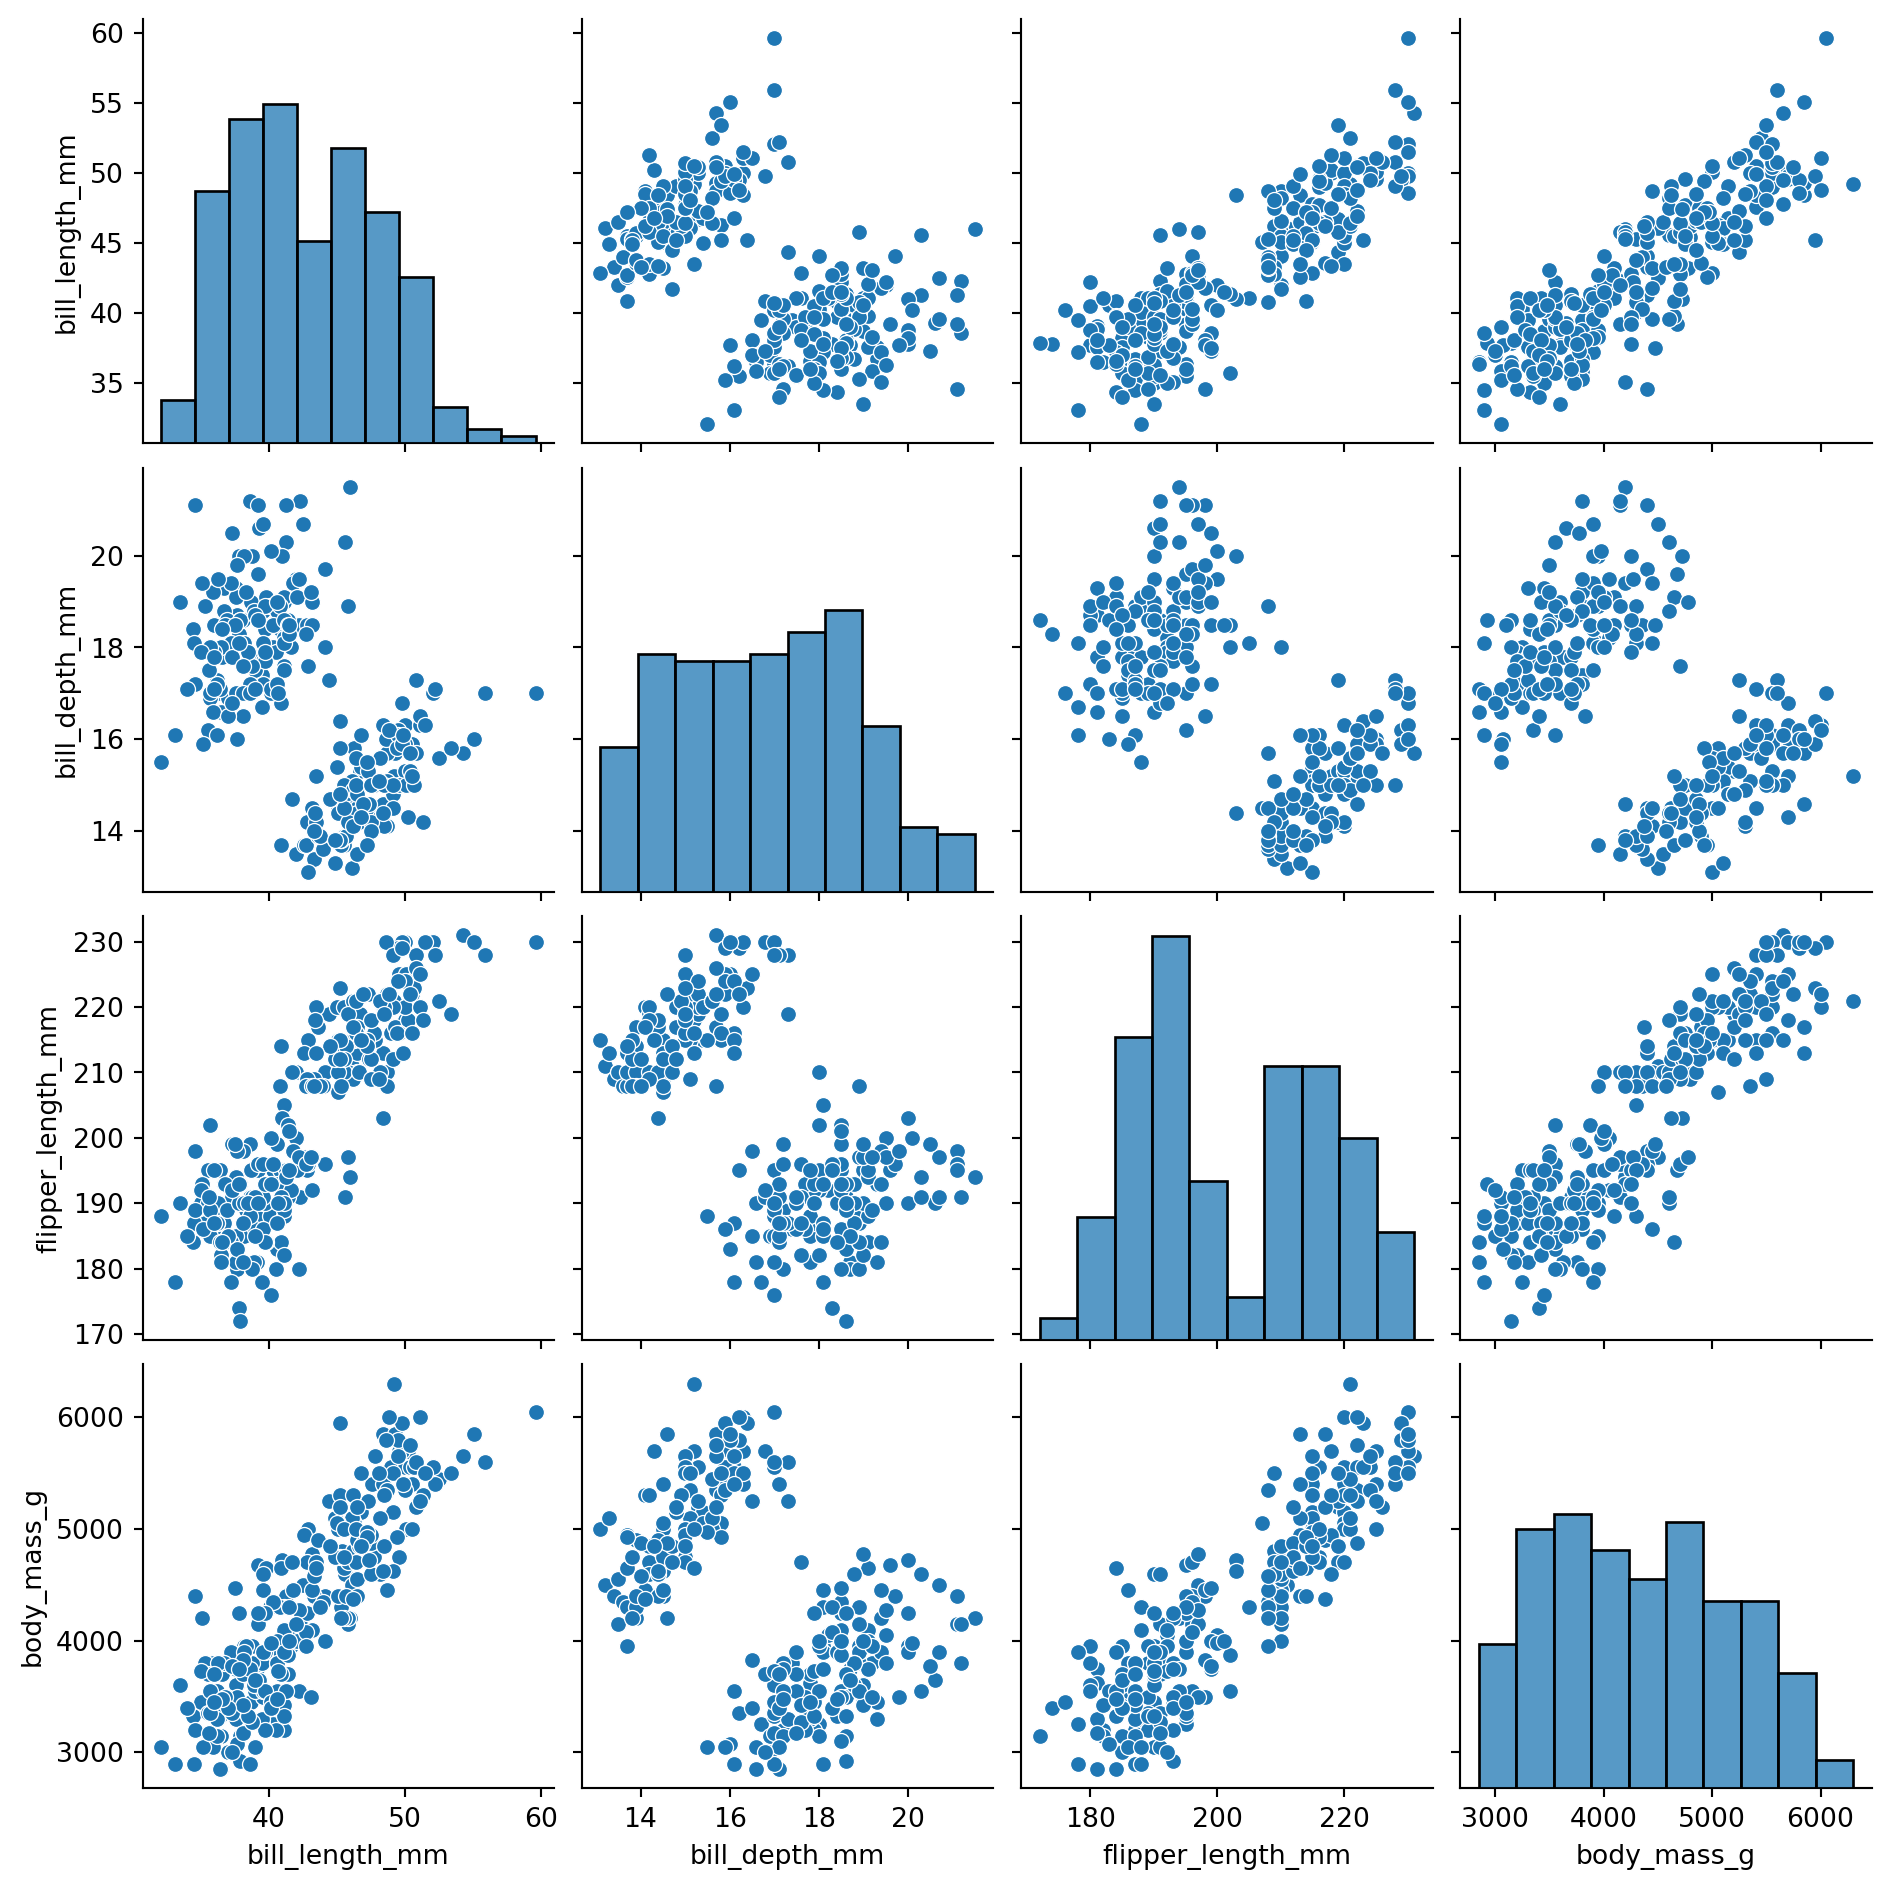 60
55
50
45
40
35
bill_length_mm
20
18
16
14
bill_depth_mm
230
220
210
200
190
180
170
flipper_length_mm
6000
5000
4000
3000
body_mass_g
40 50 60
14 16 18 20
180 200 220
3000 4000 5000 6000
bill_length_mm
bill_depth_mm
flipper_length_mm
body_mass_g